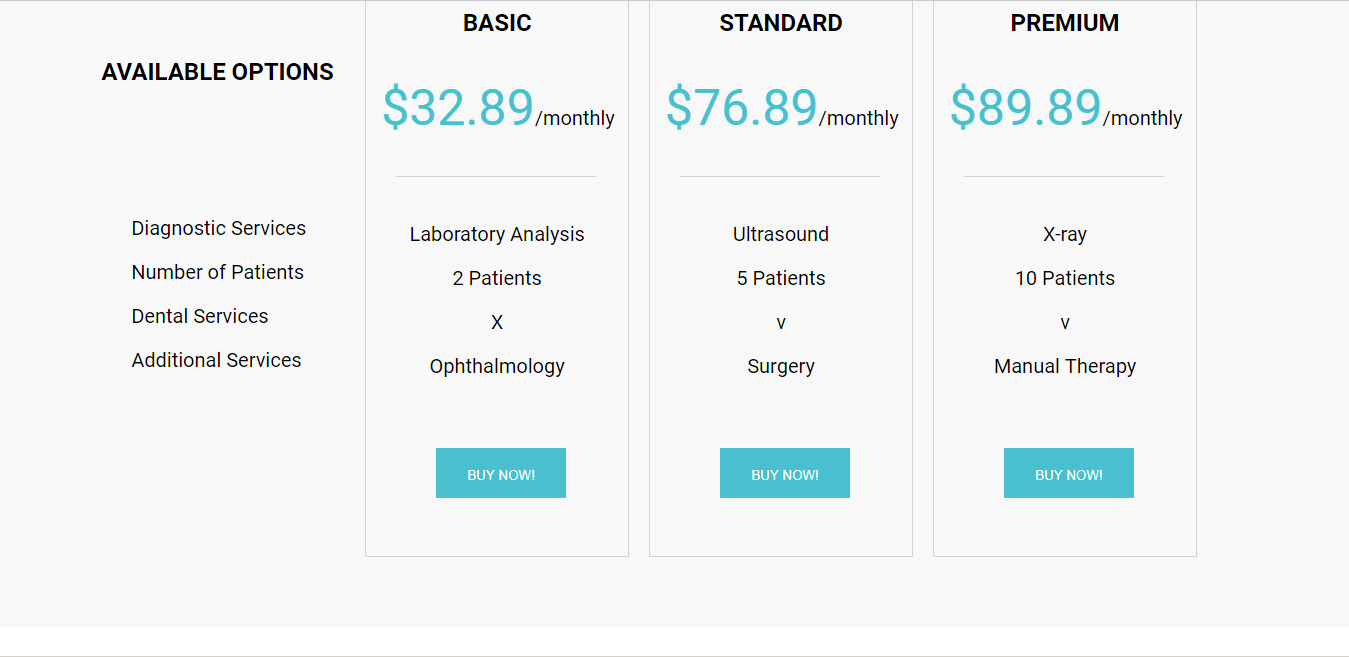 AVAILABLE OPTIONS
Diagnostic Services
Number of Patients
Dental Services
Additional Services
BASIC
$32.89/monthly
Laboratory Analysis
2 Patients
X
Ophthalmology
BUY NOW!
STANDARD
$76.89/monthly
Ultrasound
5 Patients
v
Surgery
BUY NOW!
PREMIUM
$89.89/monthly
X-ray
10 Patients
v
Manual Therapy
BUY NOW!